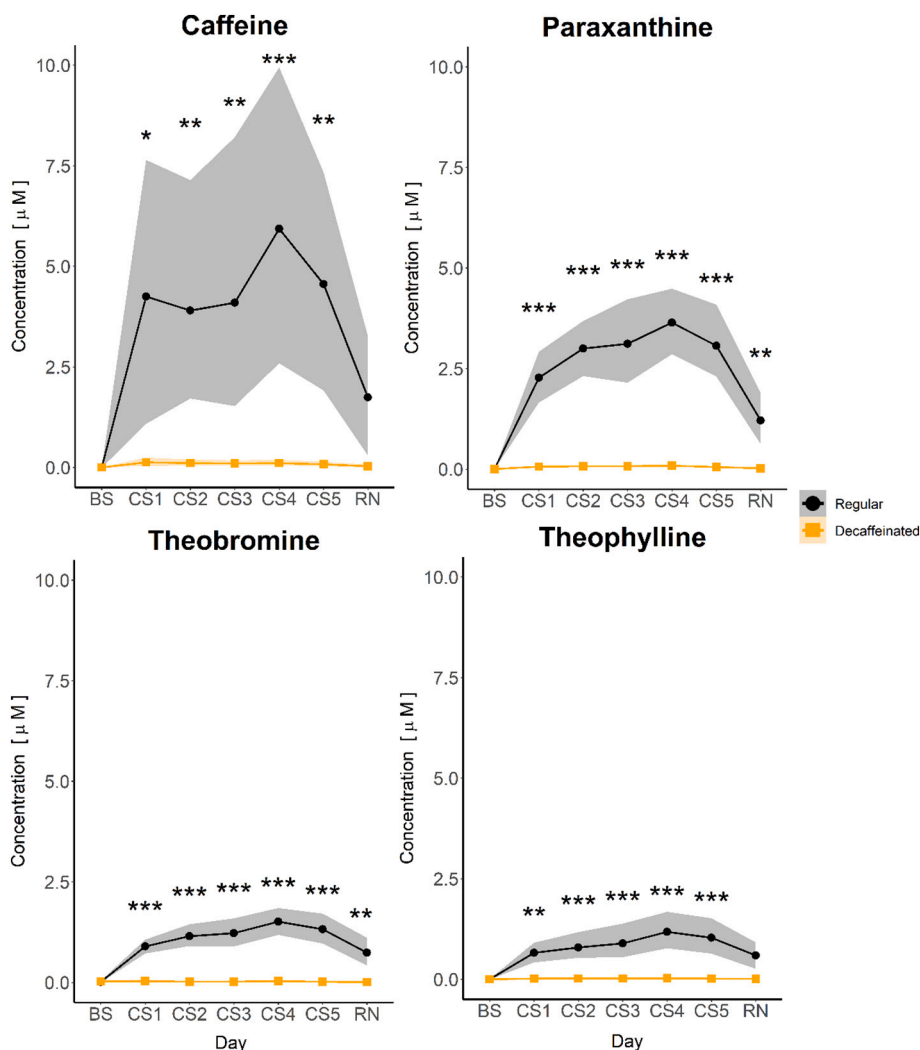 Caffeine
10.0
7.5
5.0
2.5
0.0
Concentration [ μ M ]
*
**
**
***
**
BS CS1 CS2 CS3 CS4 CS5 RN
Paraxanthine
10.0
7.5
5.0
2.5
0.0
Concentration [ μ M ]
***
***
***
***
***
**
BS CS1 CS2 CS3 CS4 CS5 RN
Regular
Decaffeinated
Theobromine
10.0
7.5
5.0
2.5
0.0
Concentration [ μ M ]
***
***
***
***
***
**
BS CS1 CS2 CS3 CS4 CS5 RN
Day
Theophylline
10.0
7.5
5.0
2.5
0.0
Concentration [ μ M ]
**
***
***
***
***
BS CS1 CS2 CS3 CS4 CS5 RN
Day